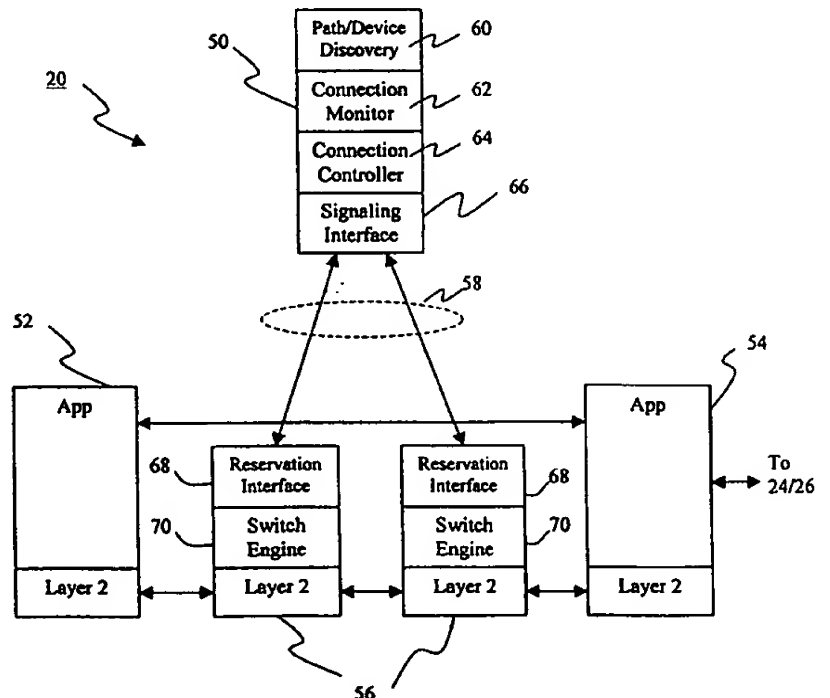 Path/Device
Discovery
60
50
20
Connection
Monitor
62
Connection
Controller
64
Signaling
Interface
66
58
52
54
App
App
68
Reservation
Interface
Reservation
Interface
68
To
24/26
70
Switch
Engine
Switch
Engine
70
Layer 2
Layer 2
Layer 2
Layer 2
56